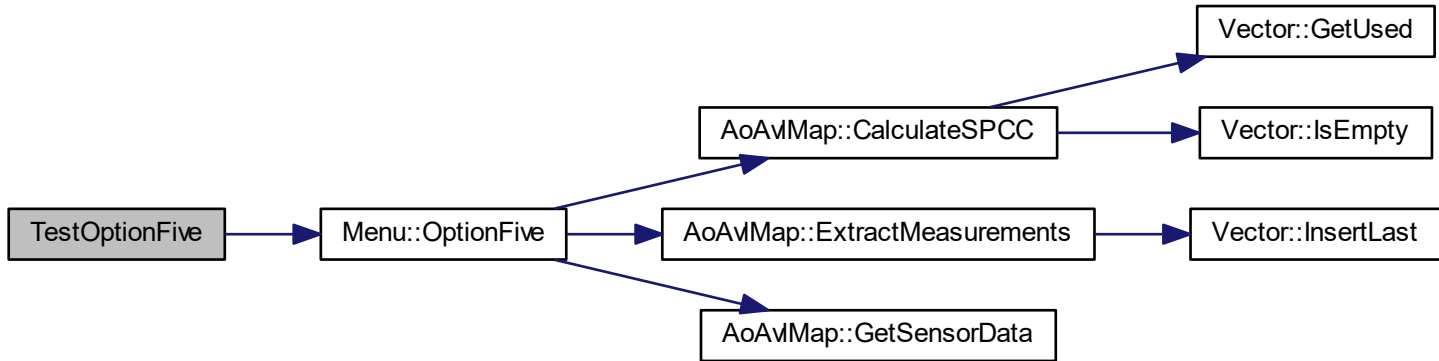 TestOptionFive
Menu::OptionFive
AoAvlMap::CalculateSPCC
AoAvlMap::ExtractMeasurements
AoAvlMap::GetSensorData
Vector::GetUsed
Vector::IsEmpty
Vector::InsertLast